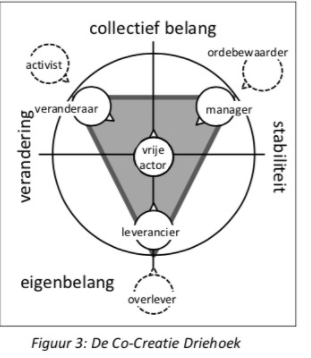 collectief belang
ordebewaarder
activist
veranderaar
manager
verandering
stabiliteit
vrije
actor
leverancier
eigenbelang
overlever
Figuur 3: De Co-Creatie Driehoek